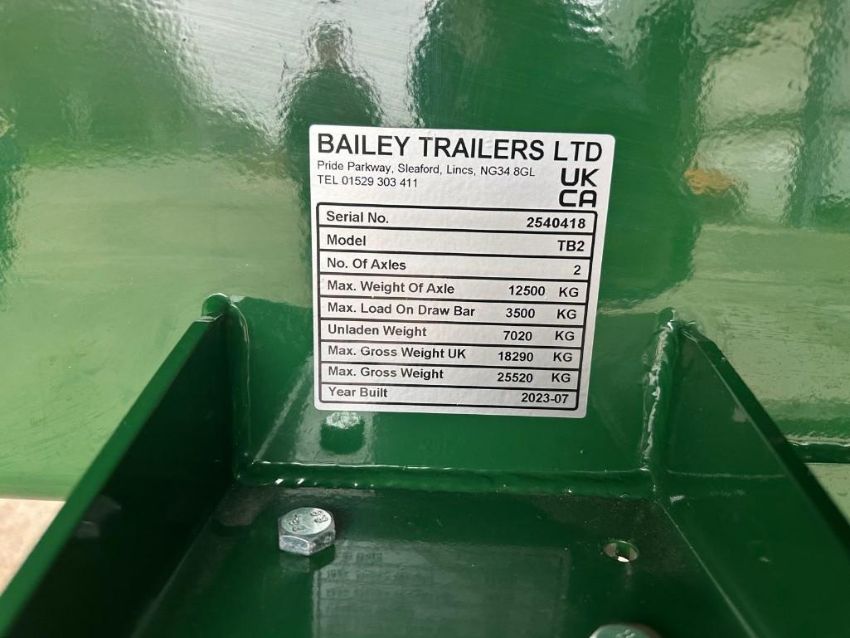 BAILEY TRAILERS LTD
Pride Parkway, Sleaford, Lincs, NG34 8GL
TEL 01529 303 411
UK
CA
Serial No. 2540418
Model TB2
No. Of Axles 2
Max. Weight Of Axle 12500 KG
Max. Load On Draw Bar 3500 KG
Unladen Weight 7020 KG
Max. Gross Weight UK 18290 KG
Max. Gross Weight 25520 KG
Year Built 2023-07